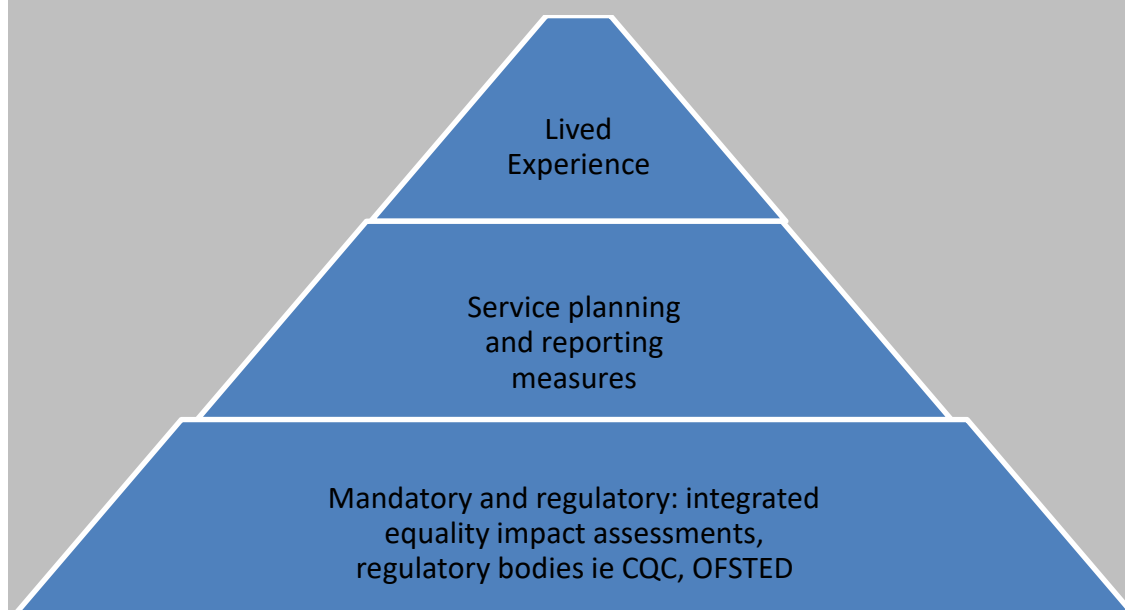 Lived
Experience
Service planning
and reporting
measures
Mandatory and regulatory: integrated
equality impact assessments,
regulatory bodies ie CQC, OFSTED